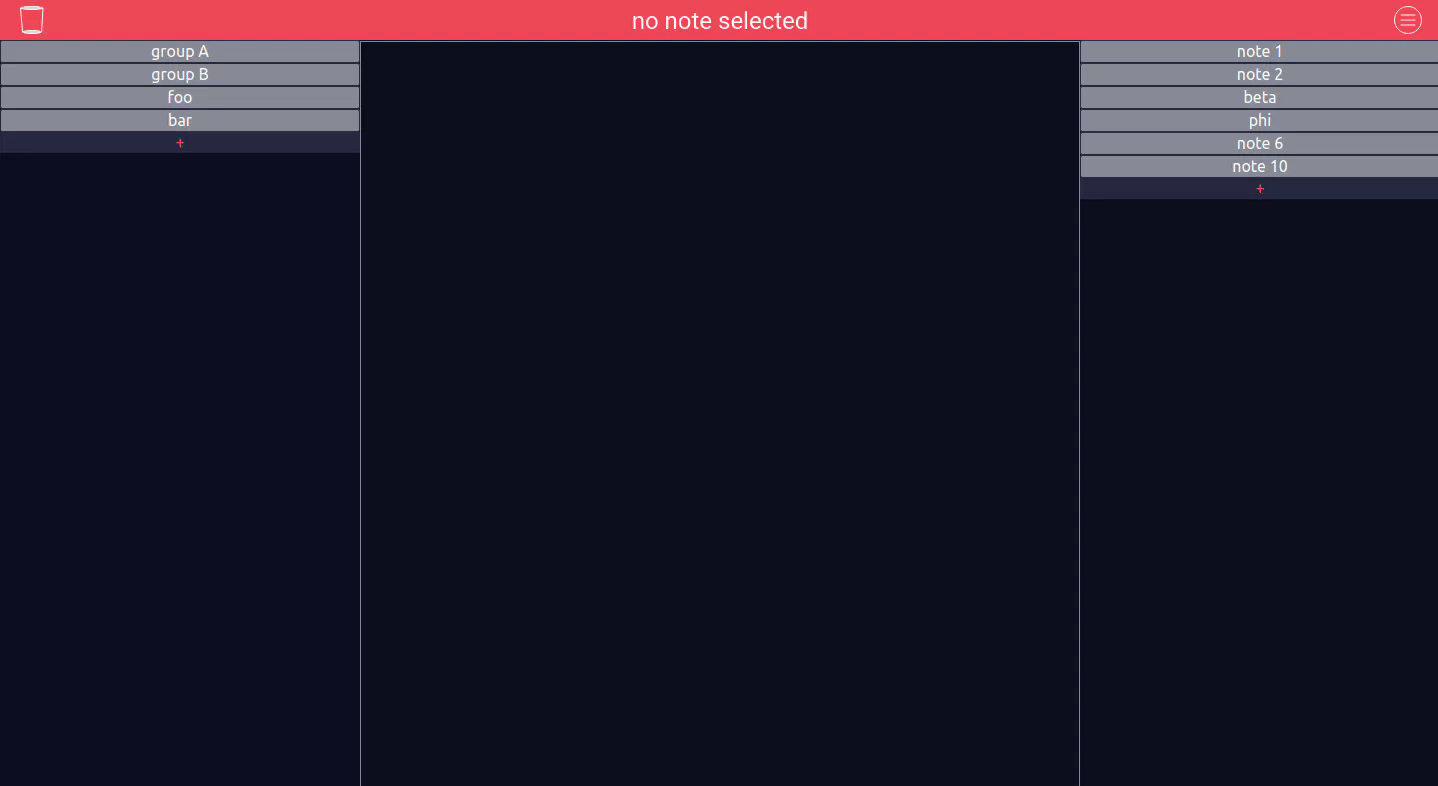 no note selected
group A
group B
foo
bar
+
note 1
note 2
beta
phi
note 6
note 10
+